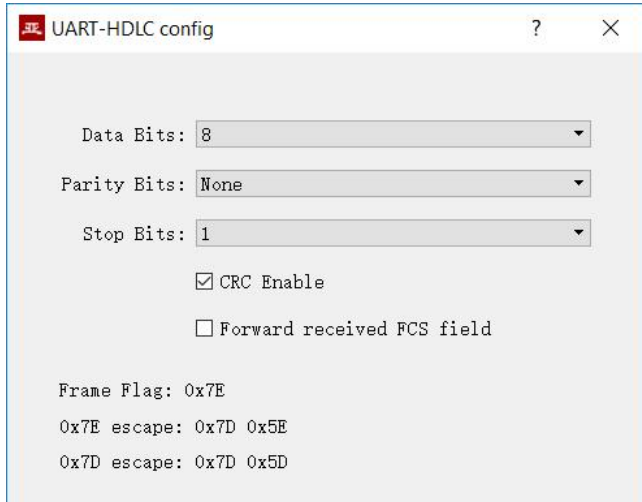 UART-HDLC config ?
Data Bits: 8
Parity Bits: None
Stop Bits: 1
CRC Enable
Forward received FCS field
Frame Flag: 0x7E
0x7E escape: 0x7D 0x5E
0x7D escape: 0x7D 0x5D